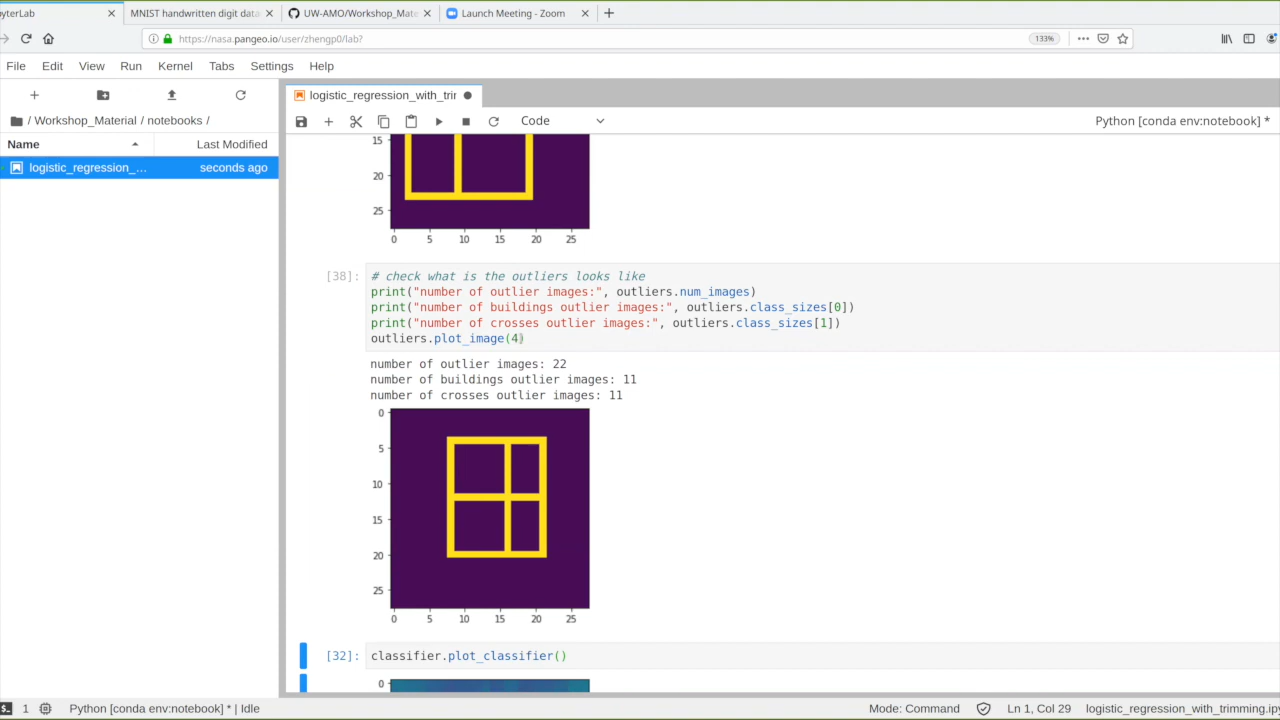 yterLab
MNIST handwritten digit data
UW-AMO/Workshop_Mate
Launch Meeting - Zoom
https://nasa.pangeo.io/user/zhengp0/lab?
133%
File Edit View Run Kernel Tabs Settings Help
logistic_regression_with_trir
/ Workshop_Material / notebooks /
Code
Python [conda env:notebook] *
Name
Last Modified
logistic_regression_...
seconds ago
15
20
25
0 5 10 15 20 25
[38]:
# check what is the outliers looks like
print("number of outlier images:", outliers.num_images)
print("number of buildings outlier images:", outliers.class_sizes[0])
print("number of crosses outlier images:", outliers.class_sizes[1])
outliers.plot_image(4)
number of outlier images: 22
number of buildings outlier images: 11
number of crosses outlier images: 11
0
5
10
15
20
25
0 5 10 15 20 25
[32]:
classifier.plot_classifier()
0
1
Python [conda env:notebook] * | Idle
Mode: Command
Ln 1, Col 29
logistic_regression_with_trimming.ipy